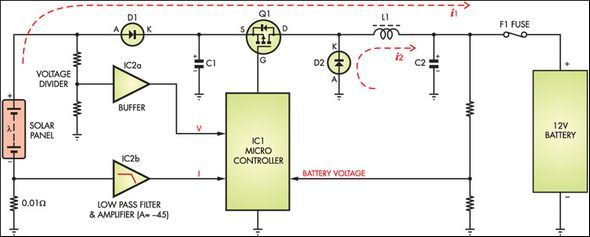 i1
Q1
D1
L1
F1 FUSE
A
K
S
D
IC2a
G
K
D2
A
i2
C1
C2
VOLTAGE
DIVIDER
BUFFER
+
λ
SOLAR
PANEL
–
V
IC1
MICRO
CONTROLLER
+
12V
BATTERY
–
IC2b
I
BATTERY VOLTAGE
0.01Ω
LOW PASS FILTER
& AMPLIFIER (A= –45)